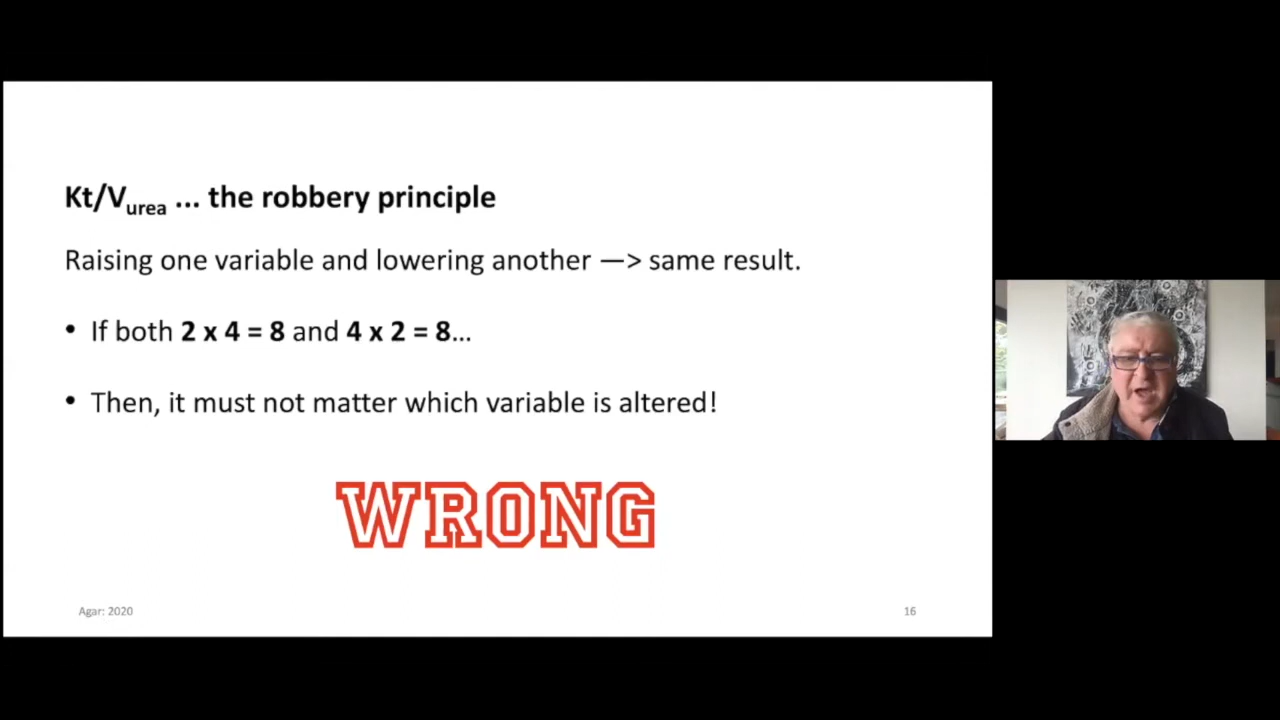 Kt/Vurea ... the robbery principle
Raising one variable and lowering another —> same result.
• If both 2 x 4 = 8 and 4 x 2 = 8...
• Then, it must not matter which variable is altered!
WRONG
Agar: 2020
16